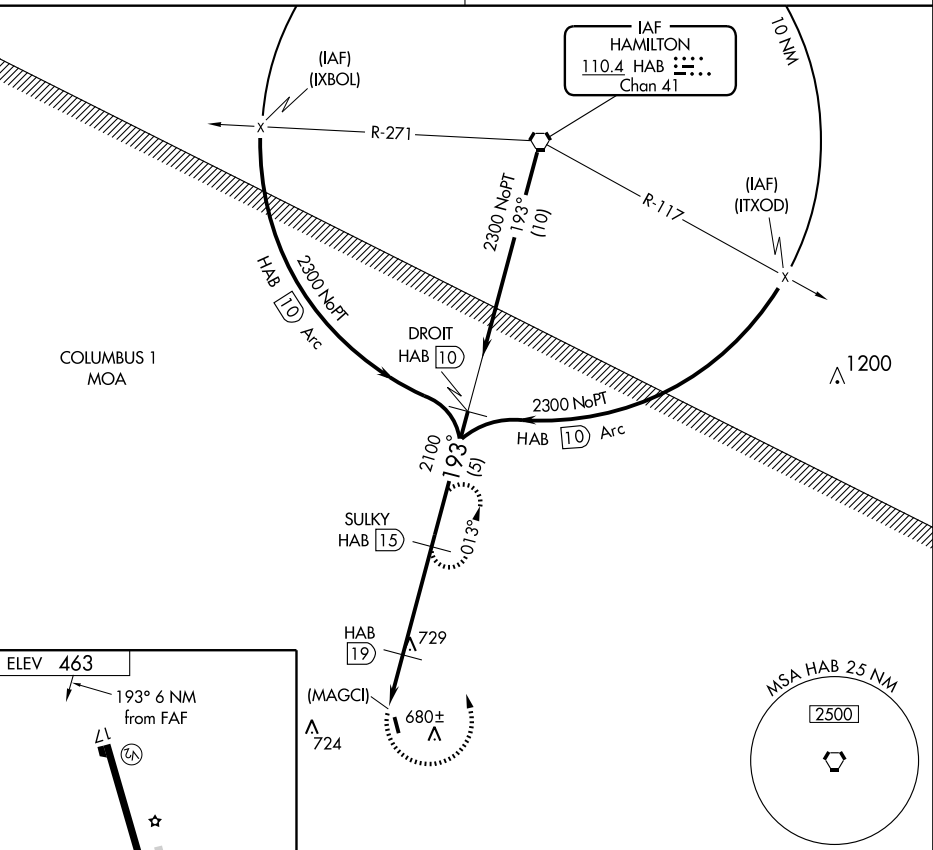 IAF
HAMILTON
110.4 HAB
Chan 41
10 NM
(IAF)
(IXBOL)
R-271
2300 NoPT
193°
(10)
R-117
(IAF)
(ITXOD)
2300 NoPT
HAB 10 Arc
COLUMBUS 1
MOA
DROIT
HAB 10
2300 NoPT
HAB 10 Arc
1200
2100
193°
(5)
SULKY
HAB 15
013°
HAB
19
729
(MAGCI)
680±
724
ELEV 463
193° 6 NM
from FAF
17
V2
MSA HAB 25 NM
2500